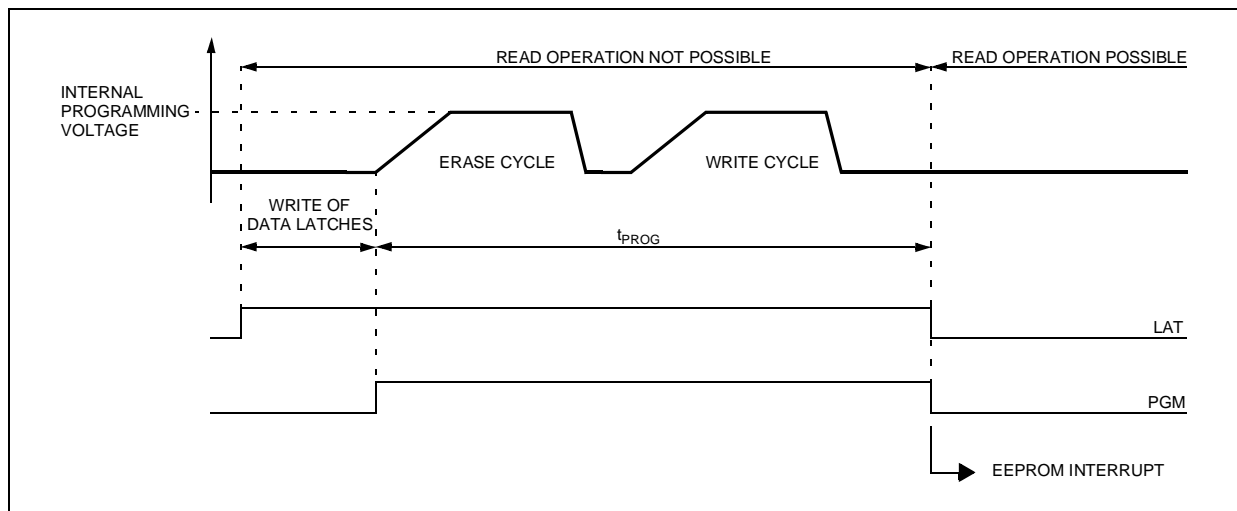 READ OPERATION NOT POSSIBLE
READ OPERATION POSSIBLE
INTERNAL
PROGRAMMING
VOLTAGE
ERASE CYCLE
WRITE CYCLE
WRITE OF
DATA LATCHES
tPROG
LAT
PGM
EEPROM INTERRUPT